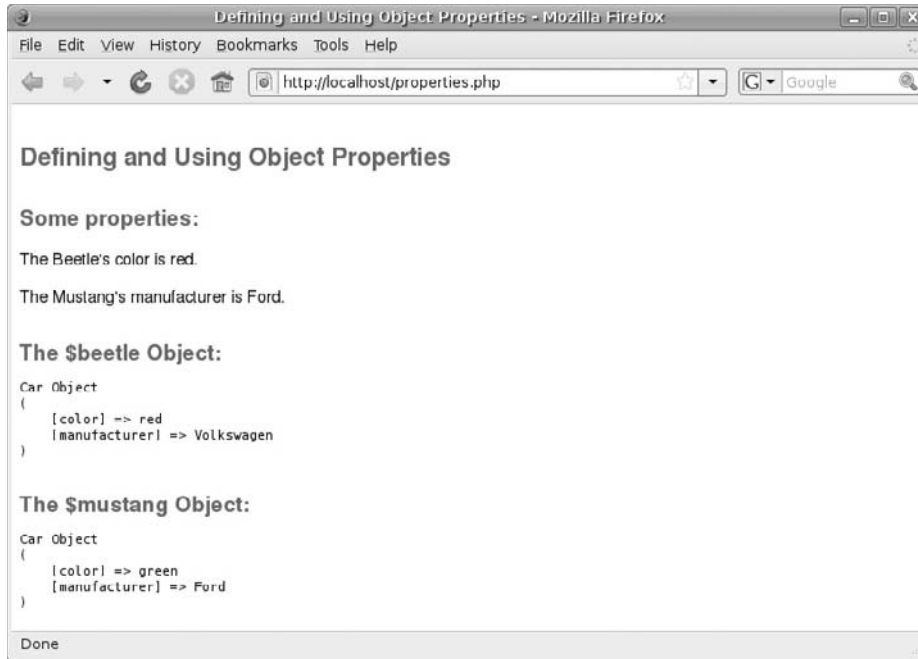 Defining and Using Object Properties - Mozilla Firefox
File Edit View History Bookmarks Tools Help
http://localhost/properties.php
G Google
Defining and Using Object Properties
Some properties:
The Beetle's color is red.
The Mustang's manufacturer is Ford.
The $beetle Object:
Car Object
(
[color] => red
[manufacturer] => Volkswagen
)
The $mustang Object:
Car Object
(
[color] => green
[manufacturer] => Ford
)
Done